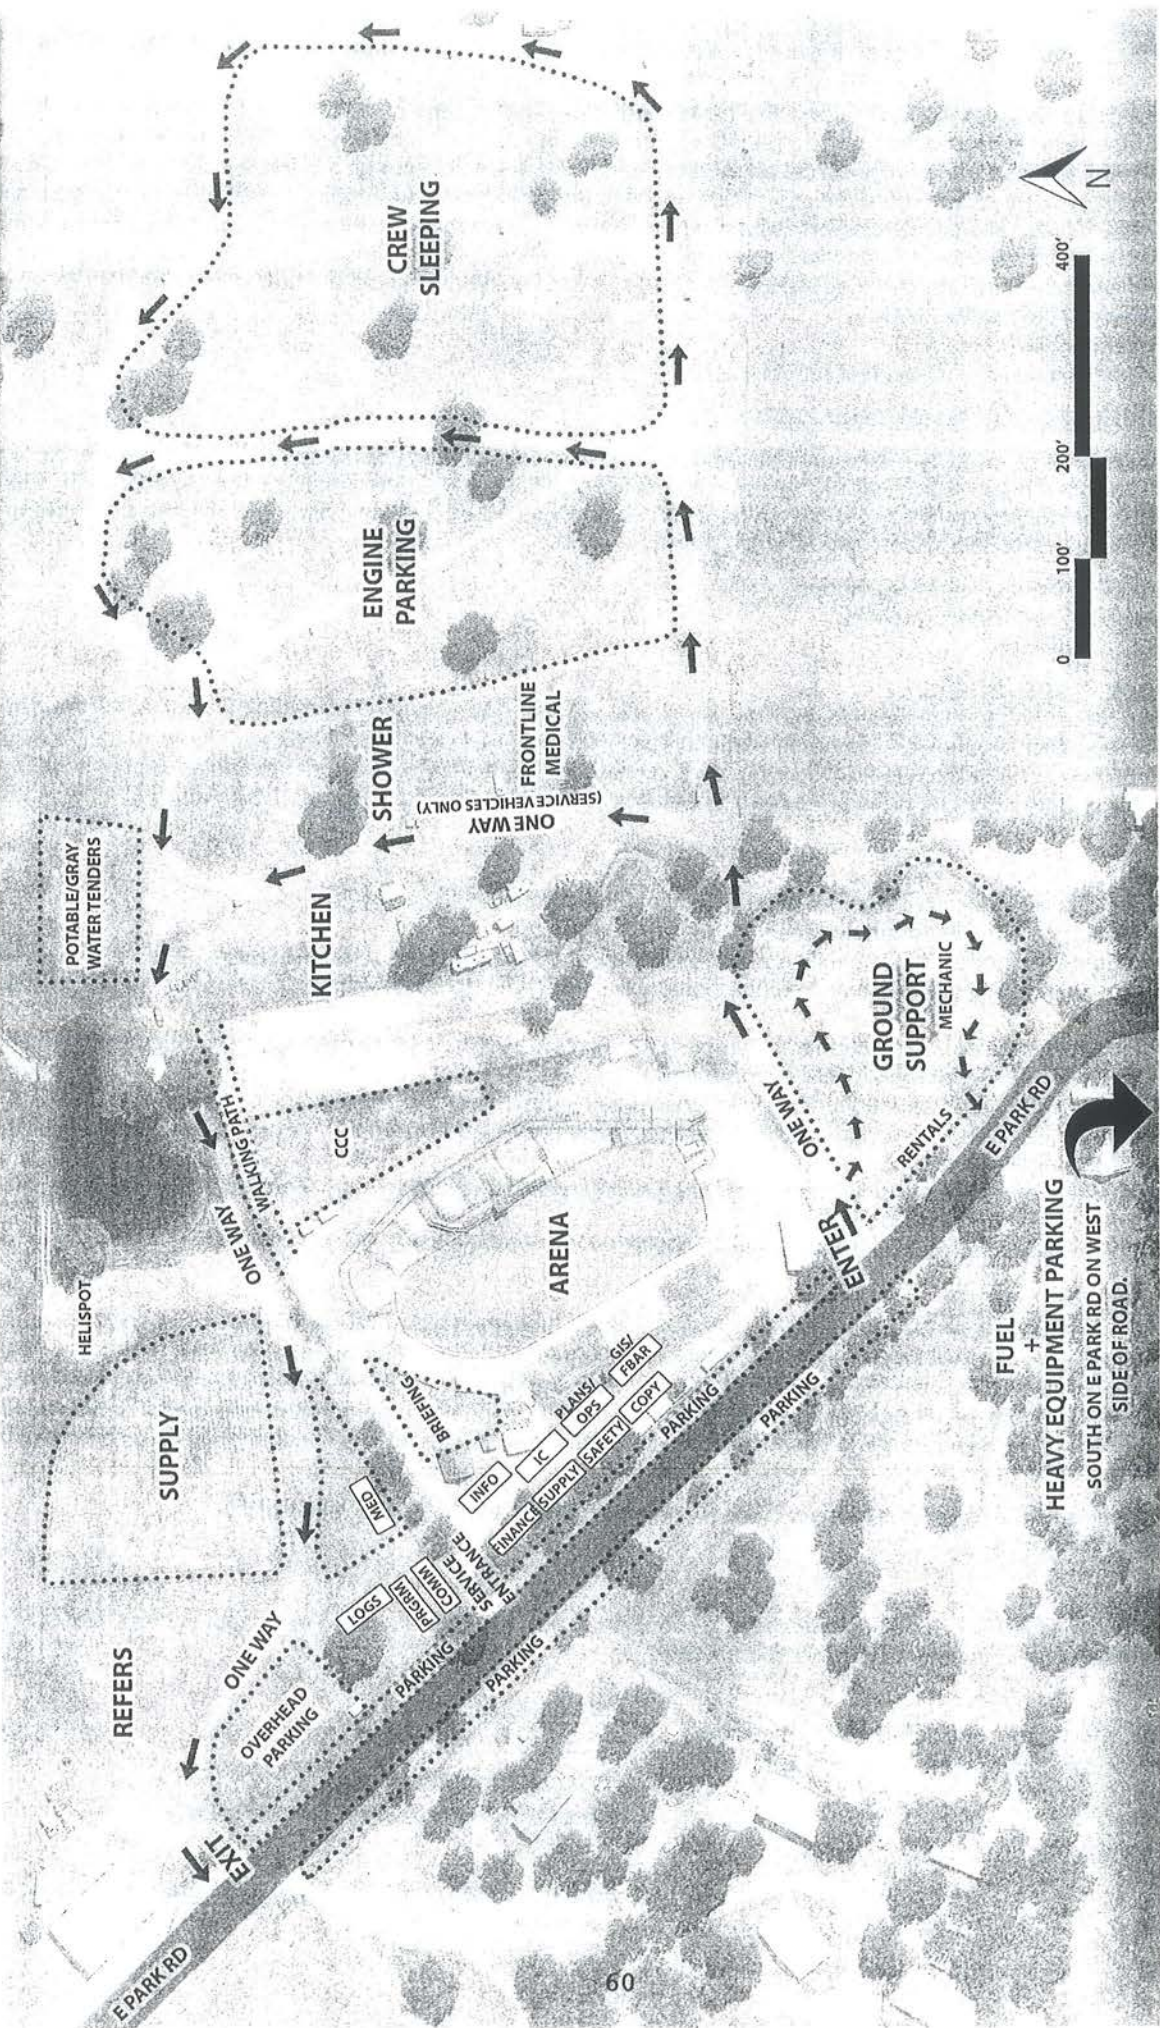 CREW
SLEEPING
N
400'
200'
100'
0
ENGINE
PARKING
SHOWER
FRONTLINE
MEDICAL
ONE WAY
(SERVICE VEHICLES ONLY)
POTABLE/GRAY
WATER TENDERS
KITCHEN
GROUND
SUPPORT
MECHANIC
ONE WAY
RENTALS
E PARK RD
ENTER
WALKING PATH
ONE WAY
CCC
ARENA
HELISPOT
SUPPLY
BRIEFING
MED
INFO
IC
PLANS/
OPS
GIS/
FBAR
FINANCE
SUPPLY
SAFETY
COPY
PARKING
PARKING
SERVICE
ENTRANCE
LOGS
PRGRM
COMM
PARKING
PARKING
REFERS
ONE WAY
OVERHEAD
PARKING
EXIT
E PARK RD
FUEL
+
HEAVY EQUIPMENT PARKING
SOUTH ON E PARK RD ON WEST
SIDE OF ROAD.
60